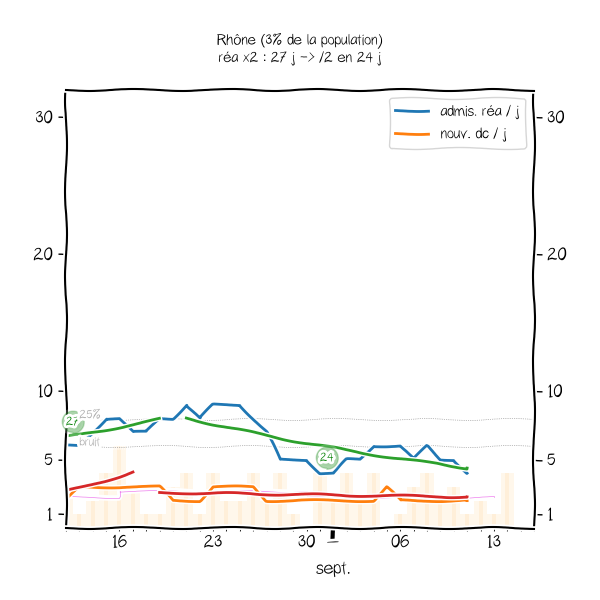 Rhône (3% de la population)
réa x2 : 27 j -> /2 en 24 j
admis. réa / j
nouv. dc / j
30 30
20 20
10 10
27 25%
bruit
5 24 5
1 1
16 23 30 06 13
sept.